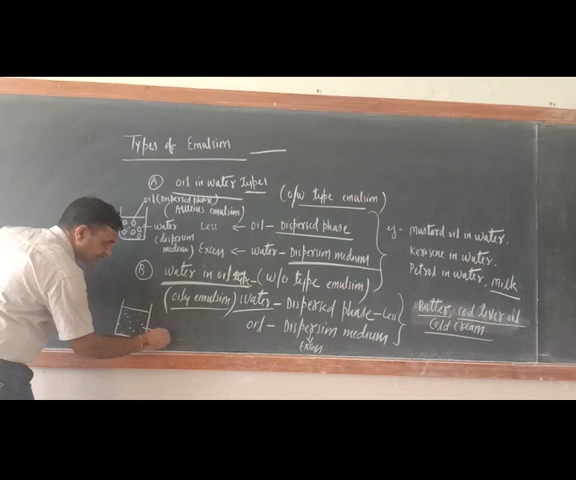 Types of Emulsion
A oil in water Types
(o/w type emulsion)
oil (Dispersed phase)
(Aqueous emulsion)
water
(dispersion
medium)
Less ← oil - Dispersed phase
Excess ← water - Dispersion medium
eg - mustard oil in water,
Kerosene in water,
Petrol in water, milk
B Water in oil type - (w/o type emulsion)
(oily emulsion) Water - Dispersed phase - Less
oil - Dispersion medium
Excess
Butter, cod liver oil
Cold cream